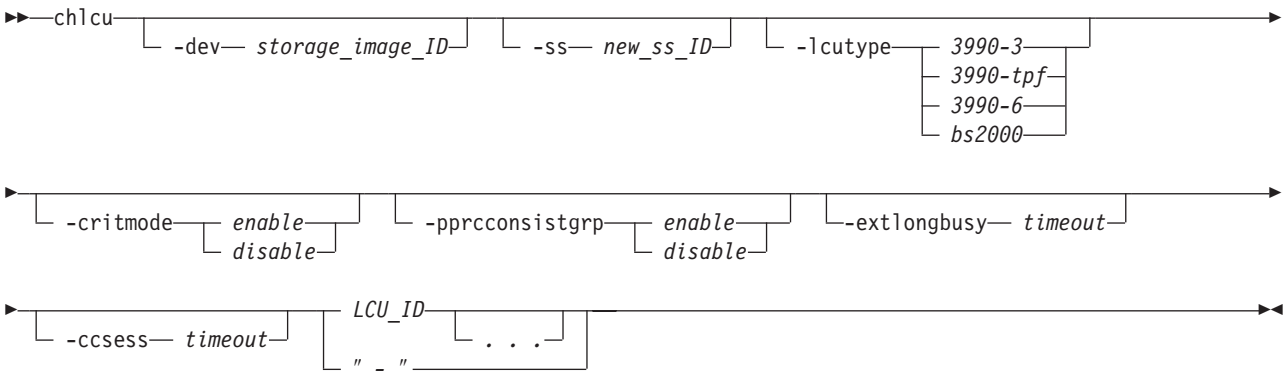 chlcu
-dev storage_image_ID
-ss new_ss_ID
-lcutype 3990-3
3990-tpf
3990-6
bs2000
-critmode enable
disable
-pprcconsistgrp enable
disable
-extlongbusy timeout
-ccsess timeout
LCU_ID
. . .
" - "